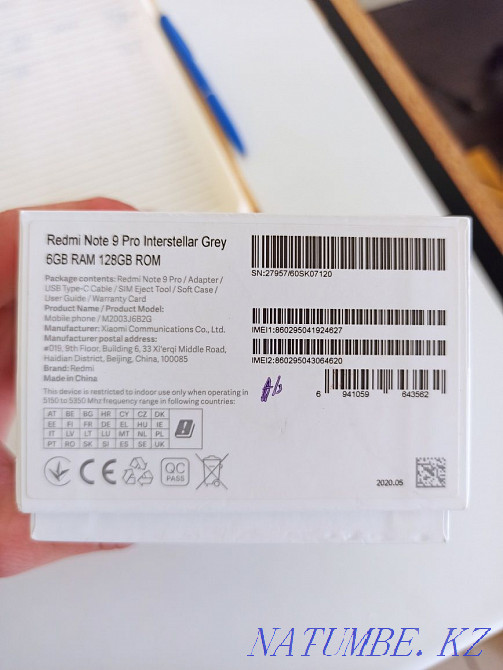 Redmi Note 9 Pro Interstellar Grey
6GB RAM 128GB ROM
Package contents: Redmi Note 9 Pro / Adapter /
USB Type-C Cable / SIM Eject Tool / Soft Case /
User Guide / Warranty Card
Product Name / Product Model:
Mobile phone / M2003J6B2G
Manufacturer: Xiaomi Communications Co., Ltd.
Manufacturer postal address:
#019, 9th Floor, Building 6, 33 Xi'erqi Middle Road,
Haidian District, Beijing, China, 100085
Brand: Redmi
Made in China
This device is restricted to indoor use only when operating in
5150 to 5350 Mhz frequency range in following countries:
AT BE BG HR CY CZ DK
EE FI FR DE EL HU IE
IT LV LT LU MT NL PL
PT RO SK SI ES SE UK
CE
QC
PASS
SN:27957/60SK07120
IMEI1:860295041924627
IMEI2:860295043064620
6 941059 643562
2020.05
NATUMBE. KZ